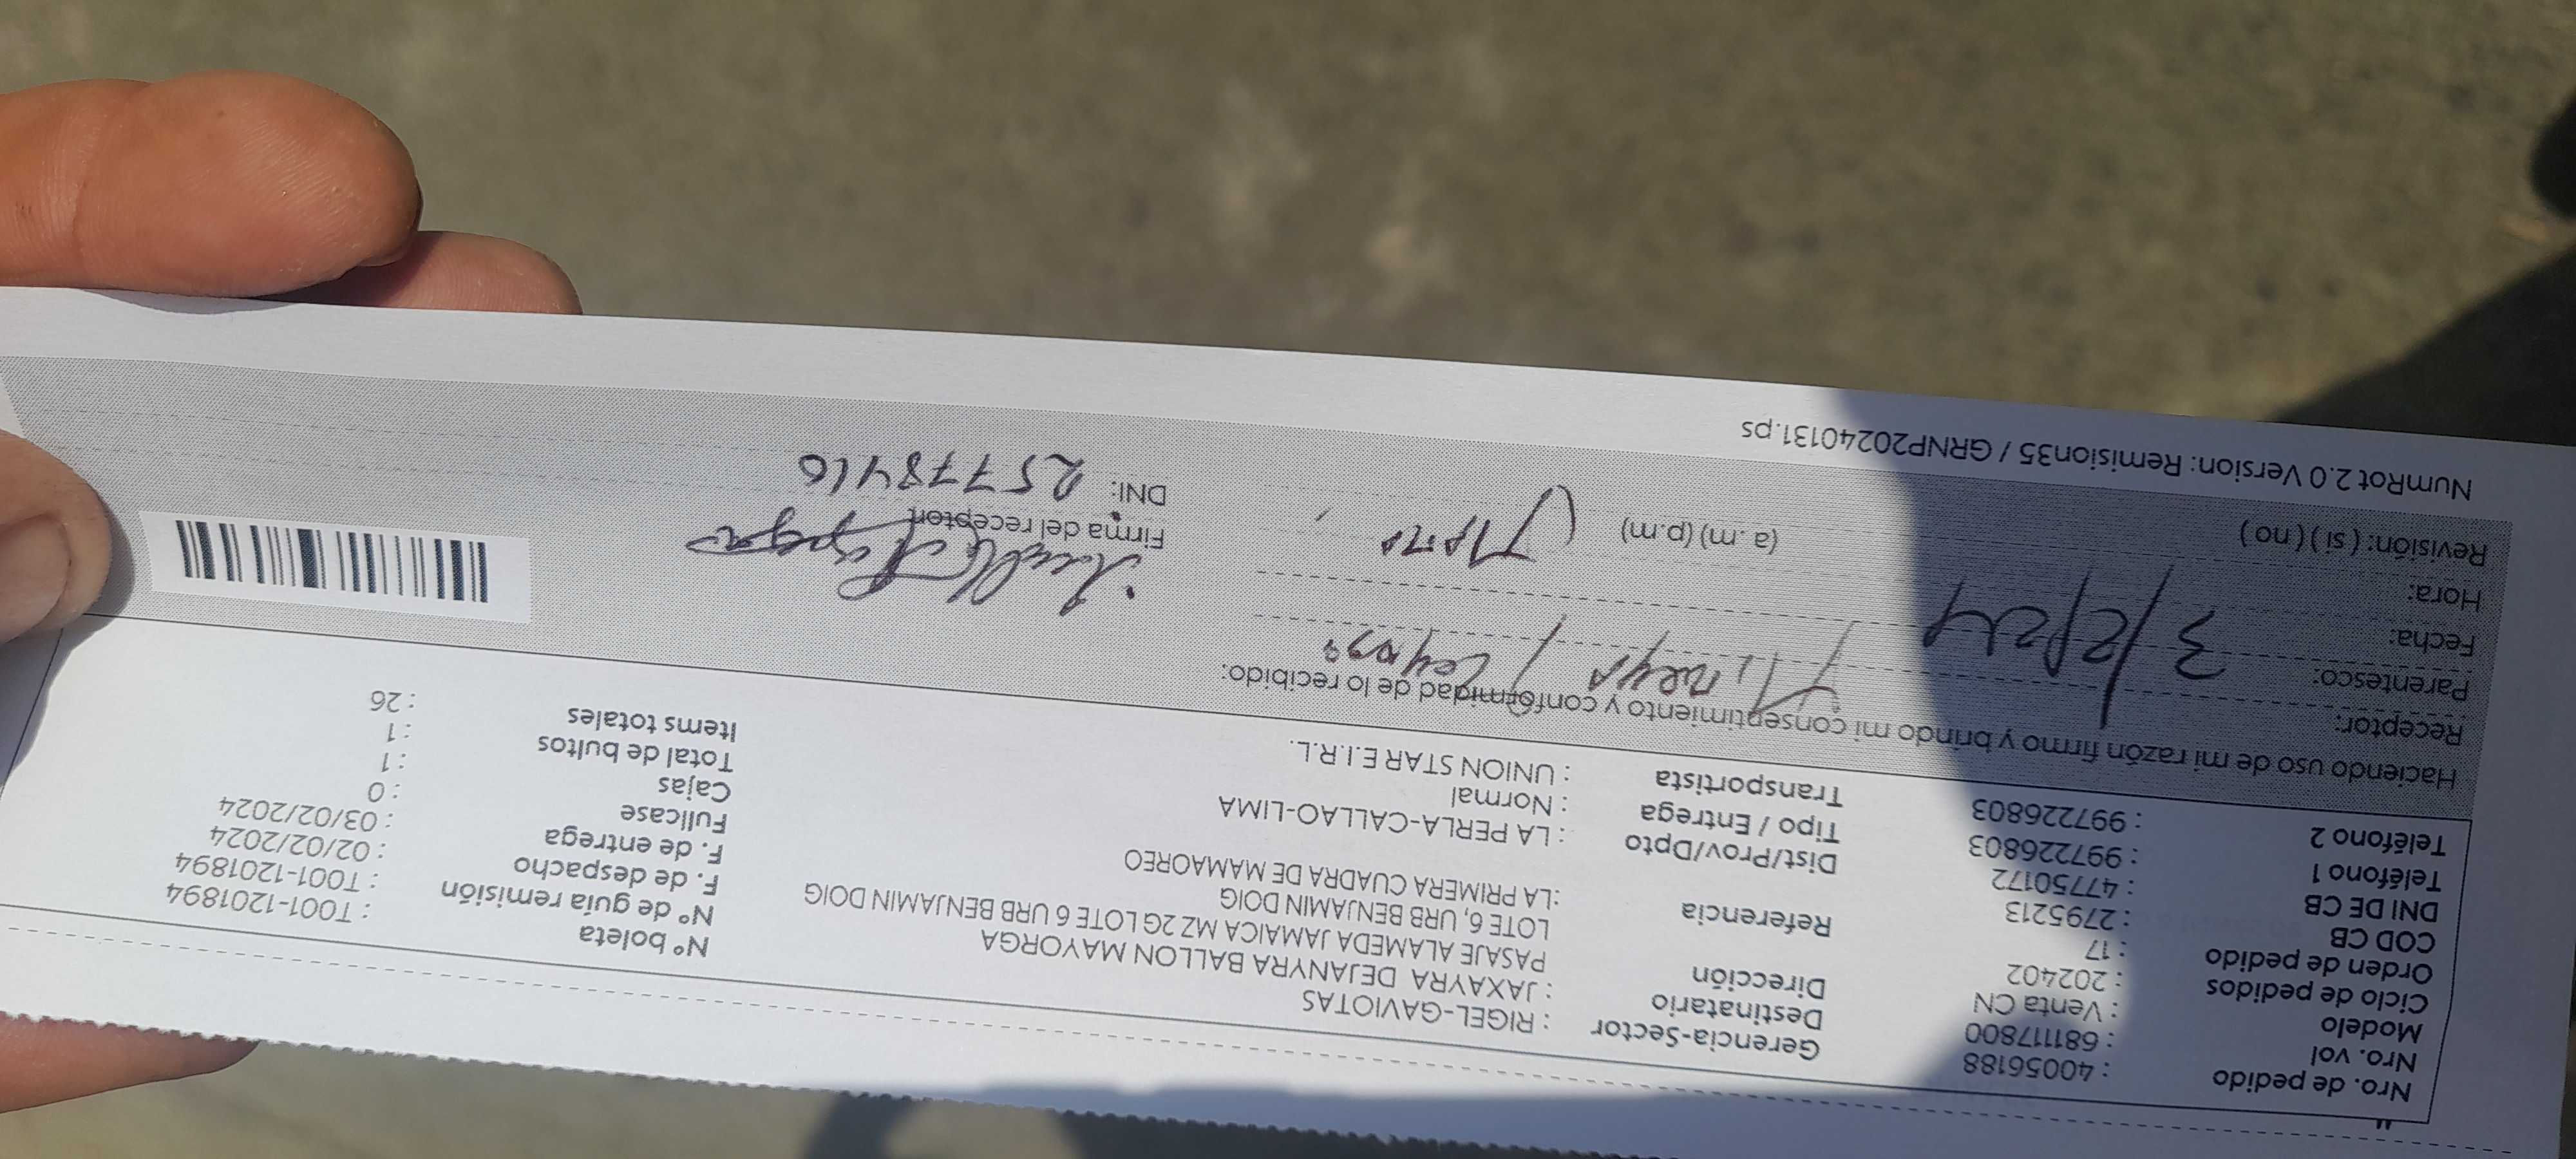 Nro. de pedido : 40056188
Nro. vol : 681117800
Modelo : Venta CN
Ciclo de pedidos : 202402
Orden de pedido : 17
COD CB : 2795213
DNI DE CB : 47750172
Teléfono 1 : 997226803
Teléfono 2 : 997226803
Gerencia-Sector : RIGEL-GAVIOTAS
Destinatario : JAXAYRA DEJANYRA BALLON MAYORGA
Dirección PASAJE ALAMEDA JAMAICA MZ 2G LOTE 6 URB BENJAMIN DOIG
LOTE 6, URB BENJAMIN DOIG
Referencia :LA PRIMERA CUADRA DE MAMAOREO
Dist/Prov/Dpto : LA PERLA-CALLAO-LIMA
Tipo / Entrega : Normal
Transportista : UNION STAR E.I.R.L.
Nº boleta : T001-1201894
Nº de guía remisión : T001-1201894
F. de despacho : 02/02/2024
F. de entrega : 03/02/2024
Fullcase : 0
Cajas : 1
Total de bultos : 1
Items totales : 26
Haciendo uso de mi razón firmo y brindo mi consentimiento y conformidad de lo recibido:
Receptor:
Parentesco:
Fecha: 3/2/24
Hora: (a.m) (p.m)
Revisión: ( si ) ( no )
Firma del receptor
DNI: 25778416
NumRot 2.0 Version: Remision35 / GRNP20240131.ps